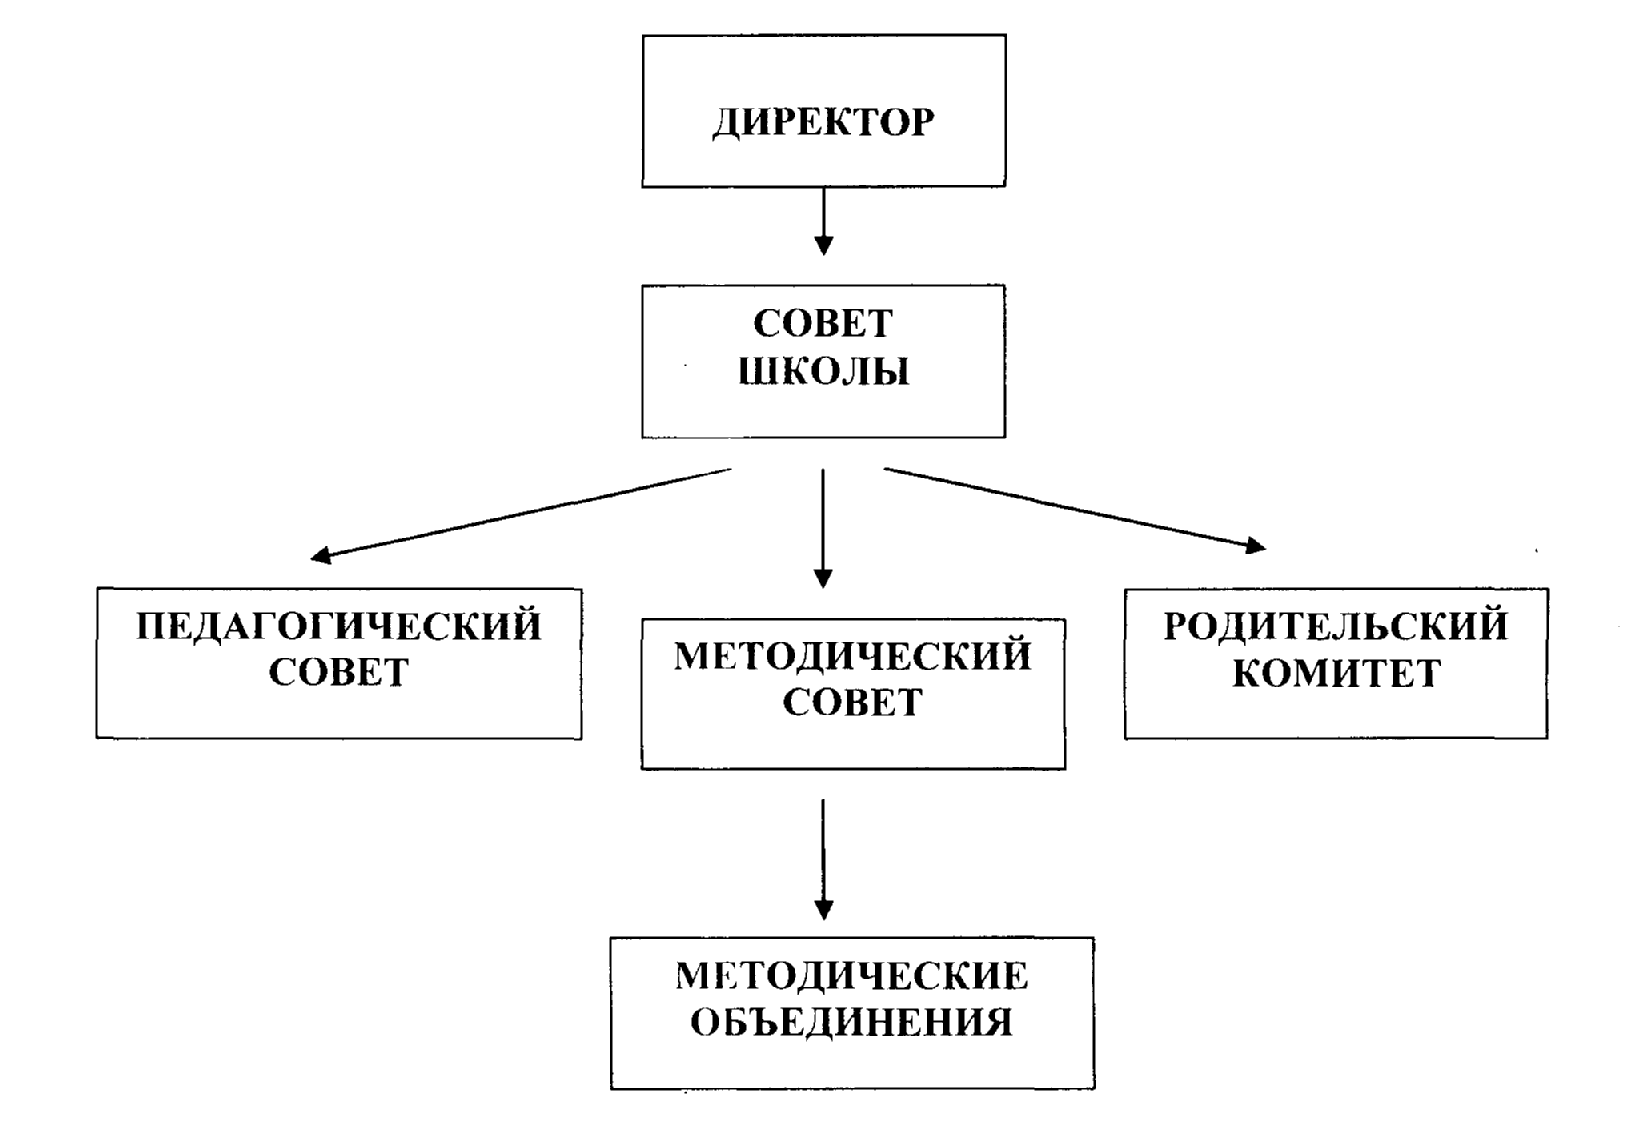 ДИРЕКТОР
СОВЕТ
ШКОЛЫ
ПЕДАГОГИЧЕСКИЙ
СОВЕТ
МЕТОДИЧЕСКИЙ
СОВЕТ
РОДИТЕЛЬСКИЙ
КОМИТЕТ
МЕТОДИЧЕСКИЕ
ОБЪЕДИНЕНИЯ